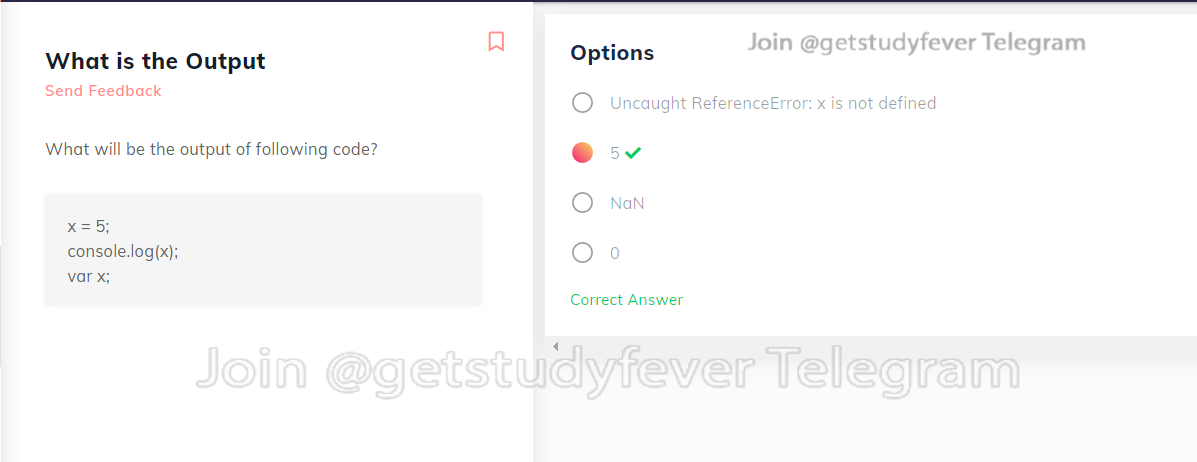 What is the Output
Send Feedback
What will be the output of following code?
x = 5;
console.log(x);
var x;
Join @getstudyfever Telegram
Options
Uncaught ReferenceError: x is not defined
5
NaN
0
Correct Answer
Join @getstudyfever Telegram